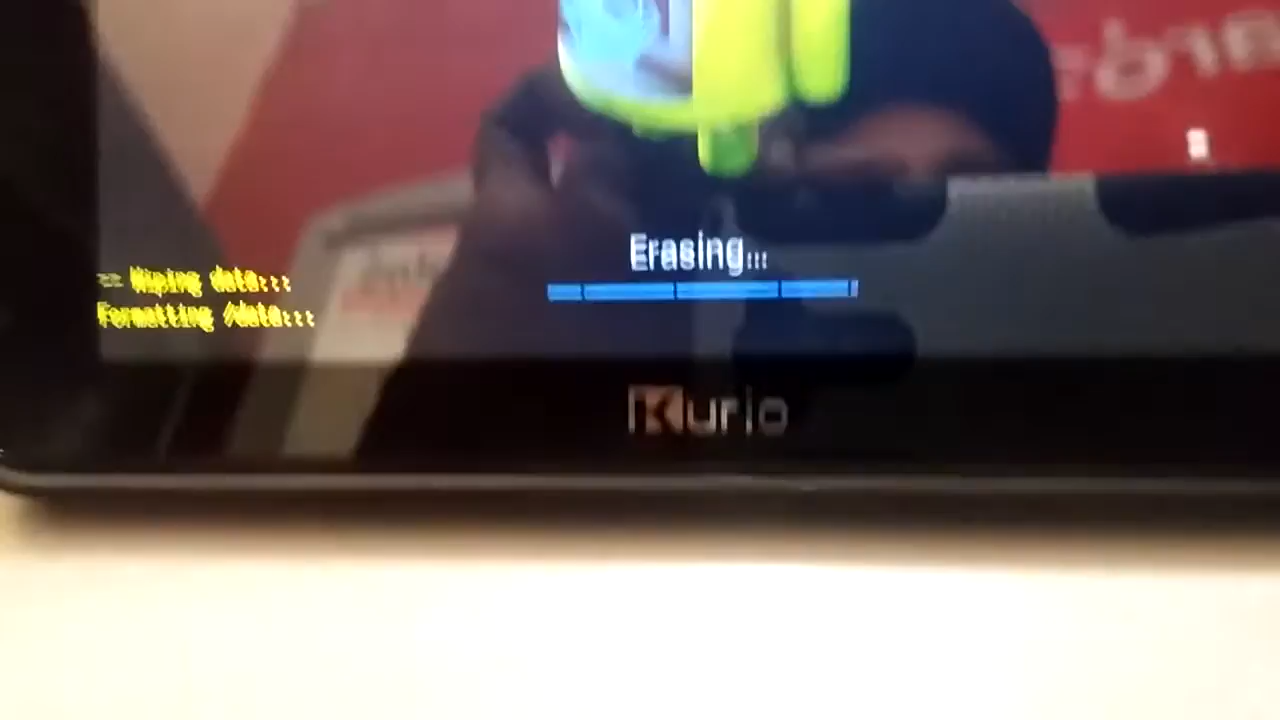 Erasing...
-- Wiping data...
Formatting /data...
Kurio